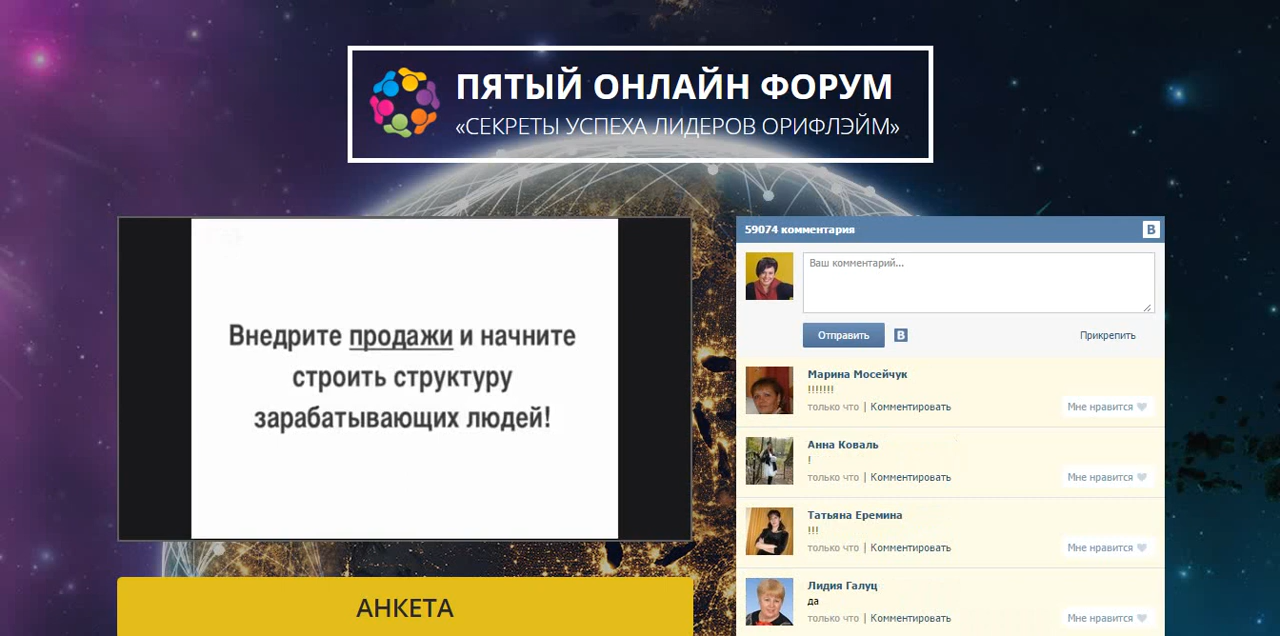 ПЯТЫЙ ОНЛАЙН ФОРУМ
«СЕКРЕТЫ УСПЕХА ЛИДЕРОВ ОРИФЛЭЙМ»
Внедрите продажи и начните
строить структуру
зарабатывающих людей!
АНКЕТА
59074 комментария
B
Ваш комментарий...
Отправить
B
Прикрепить
Марина Мосейчук
!!!!!!!
только что | Комментировать
Мне нравится
Анна Коваль
!
только что | Комментировать
Мне нравится
Татьяна Еремина
!!!
только что | Комментировать
Мне нравится
Лидия Галуц
да
только что | Комментировать
Мне нравится